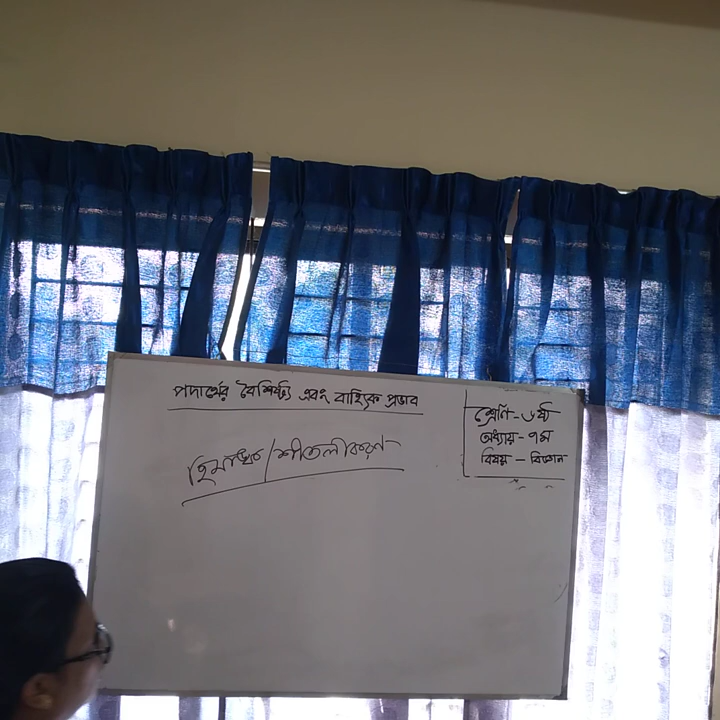 পদার্থের বৈশিষ্ট্য এবং বাহ্যিক প্রভাব
হিমাঙ্ক/শীতলীকরণ
শ্রেণি-৬ষ্ঠ
অধ্যায়-৭ম
বিষয় - বিজ্ঞান